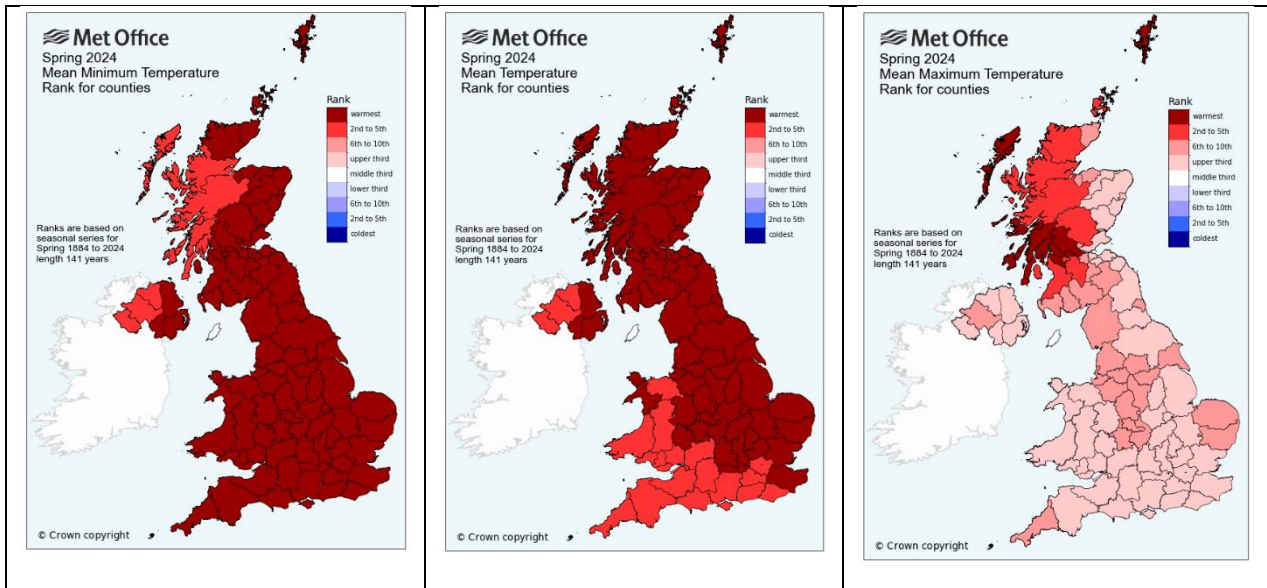 Met Office
Spring 2024
Mean Minimum Temperature
Rank for counties
Rank
warmest
2nd to 5th
6th to 10th
upper third
middle third
lower third
6th to 10th
2nd to 5th
coldest
Ranks are based on
seasonal series for
Spring 1884 to 2024
length 141 years
© Crown copyright
Met Office
Spring 2024
Mean Temperature
Rank for counties
Rank
warmest
2nd to 5th
6th to 10th
upper third
middle third
lower third
6th to 10th
2nd to 5th
coldest
Ranks are based on
seasonal series for
Spring 1884 to 2024
length 141 years
© Crown copyright
Met Office
Spring 2024
Mean Maximum Temperature
Rank for counties
Rank
warmest
2nd to 5th
6th to 10th
upper third
middle third
lower third
6th to 10th
2nd to 5th
coldest
Ranks are based on
seasonal series for
Spring 1884 to 2024
length 141 years
© Crown copyright